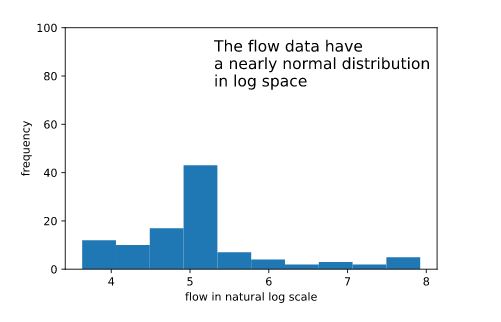 The flow data have
a nearly normal distribution
in log space
100
80
60
40
20
0
frequency
4 5 6 7 8
flow in natural log scale